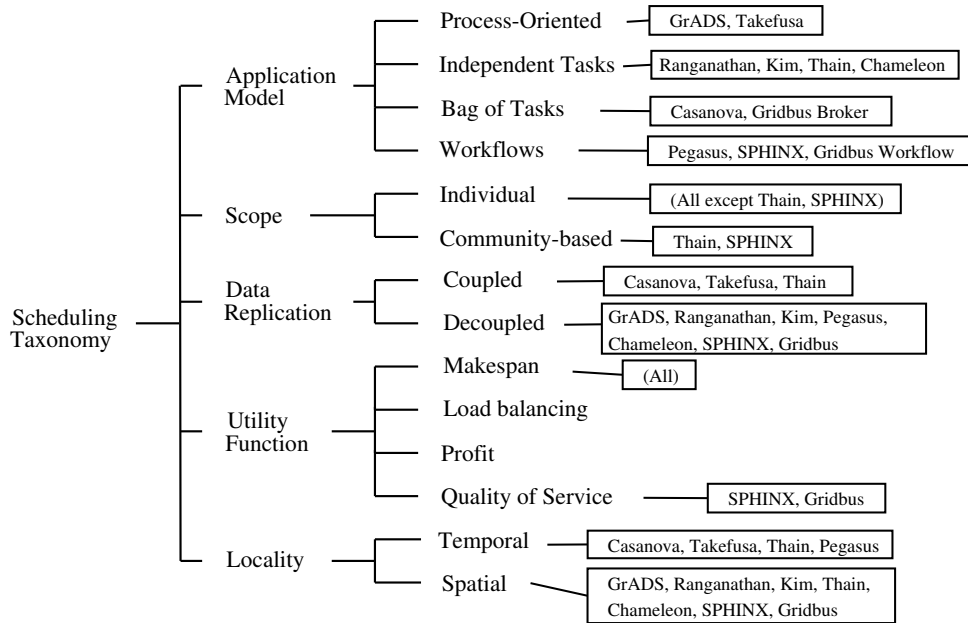 Scheduling
Taxonomy
Application
Model
Process-Oriented
GrADS, Takefusa
Independent Tasks
Ranganathan, Kim, Thain, Chameleon
Bag of Tasks
Casanova, Gridbus Broker
Workflows
Pegasus, SPHINX, Gridbus Workflow
Scope
Individual
(All except Thain, SPHINX)
Community-based
Thain, SPHINX
Data
Replication
Coupled
Casanova, Takefusa, Thain
Decoupled
GrADS, Ranganathan, Kim, Pegasus,
Chameleon, SPHINX, Gridbus
Utility
Function
Makespan
(All)
Load balancing
Profit
Quality of Service
SPHINX, Gridbus
Locality
Temporal
Casanova, Takefusa, Thain, Pegasus
Spatial
GrADS, Ranganathan, Kim, Thain,
Chameleon, SPHINX, Gridbus